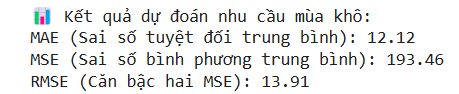 📊 Kết quả dự đoán nhu cầu mùa khô:
MAE (Sai số tuyệt đối trung bình): 12.12
MSE (Sai số bình phương trung bình): 193.46
RMSE (Căn bậc hai MSE): 13.91